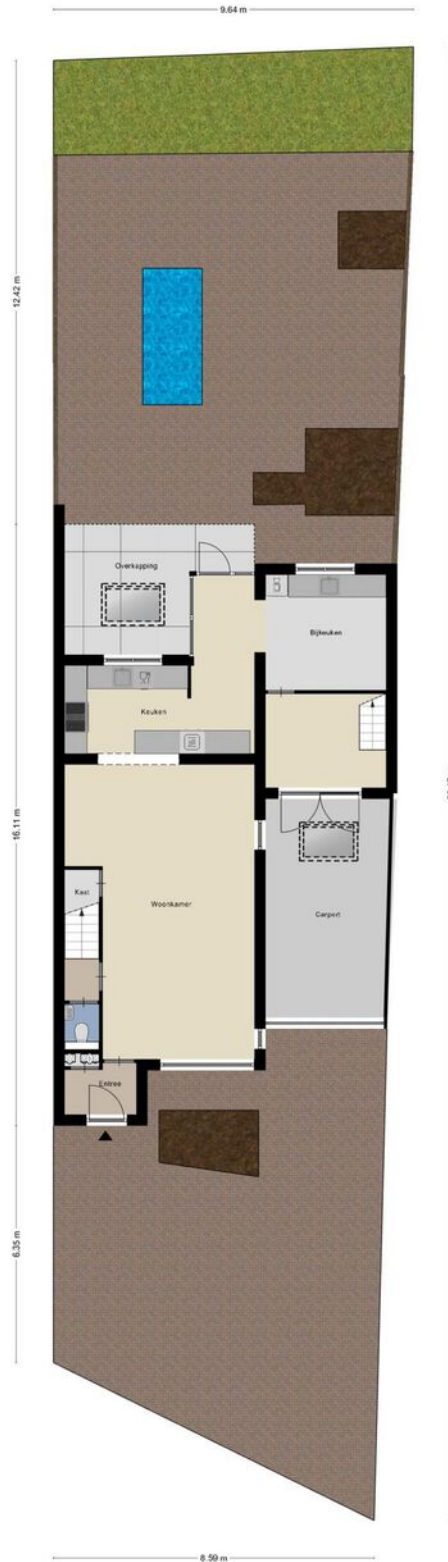 9.64 m
12.42 m
Overkapping
Bijkeuken
Keuken
16.11 m
Kast
Woonkamer
Carport
Entree
6.35 m
8.59 m